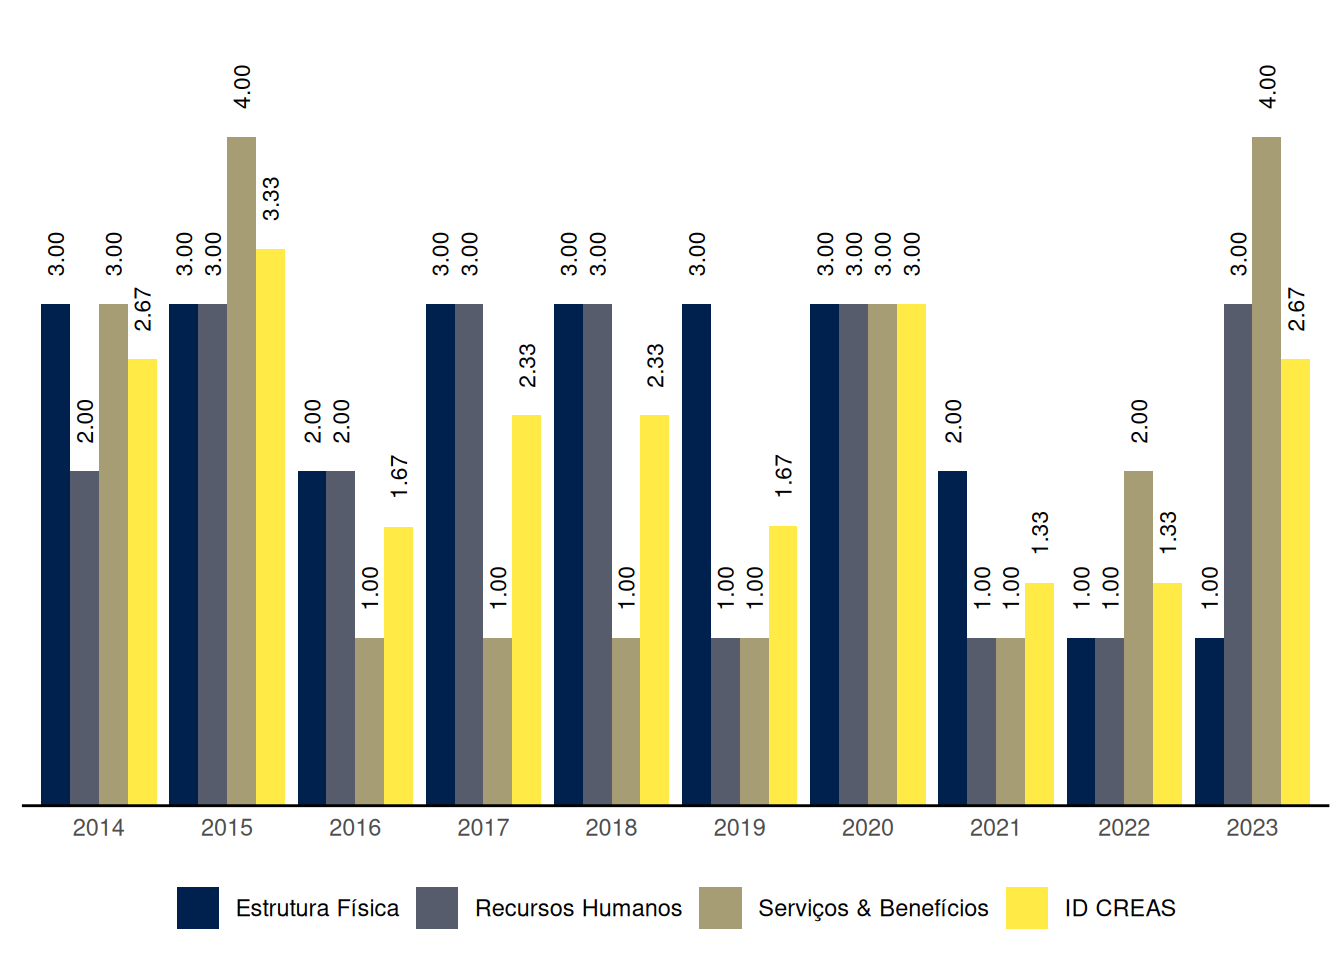 4.00 4.00
3.33
3.00 3.00 3.00 3.00 3.00 3.00 3.00 3.00 3.00 3.00 3.00 3.00 3.00 3.00
2.67 2.67
2.33 2.33
2.00 2.00 2.00 2.00 2.00
1.67 1.67
1.33 1.33
1.00 1.00 1.00 1.00 1.00 1.00 1.00 1.00 1.00 1.00
2014 2015 2016 2017 2018 2019 2020 2021 2022 2023
Estrutura Física Recursos Humanos Serviços & Benefícios ID CREAS